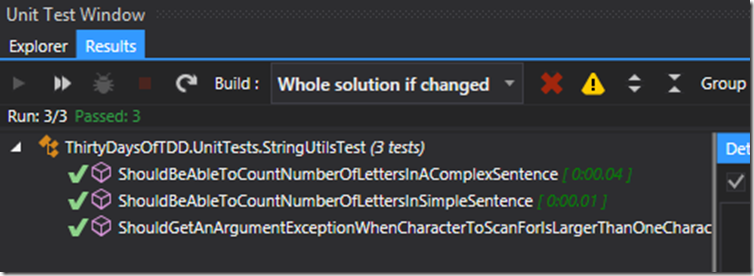 Unit Test Window
Explorer Results
Build : Whole solution if changed Group
Run: 3/3 Passed: 3
ThirtyDaysOfTDD.UnitTests.StringUtilsTest (3 tests) Det
ShouldBeAbleToCountNumberOfLettersInAComplexSentence [ 0:00.04 ]
ShouldBeAbleToCountNumberOfLettersInSimpleSentence [ 0:00.01 ]
ShouldGetAnArgumentExceptionWhenCharacterToScanForIsLargerThanOneCharac